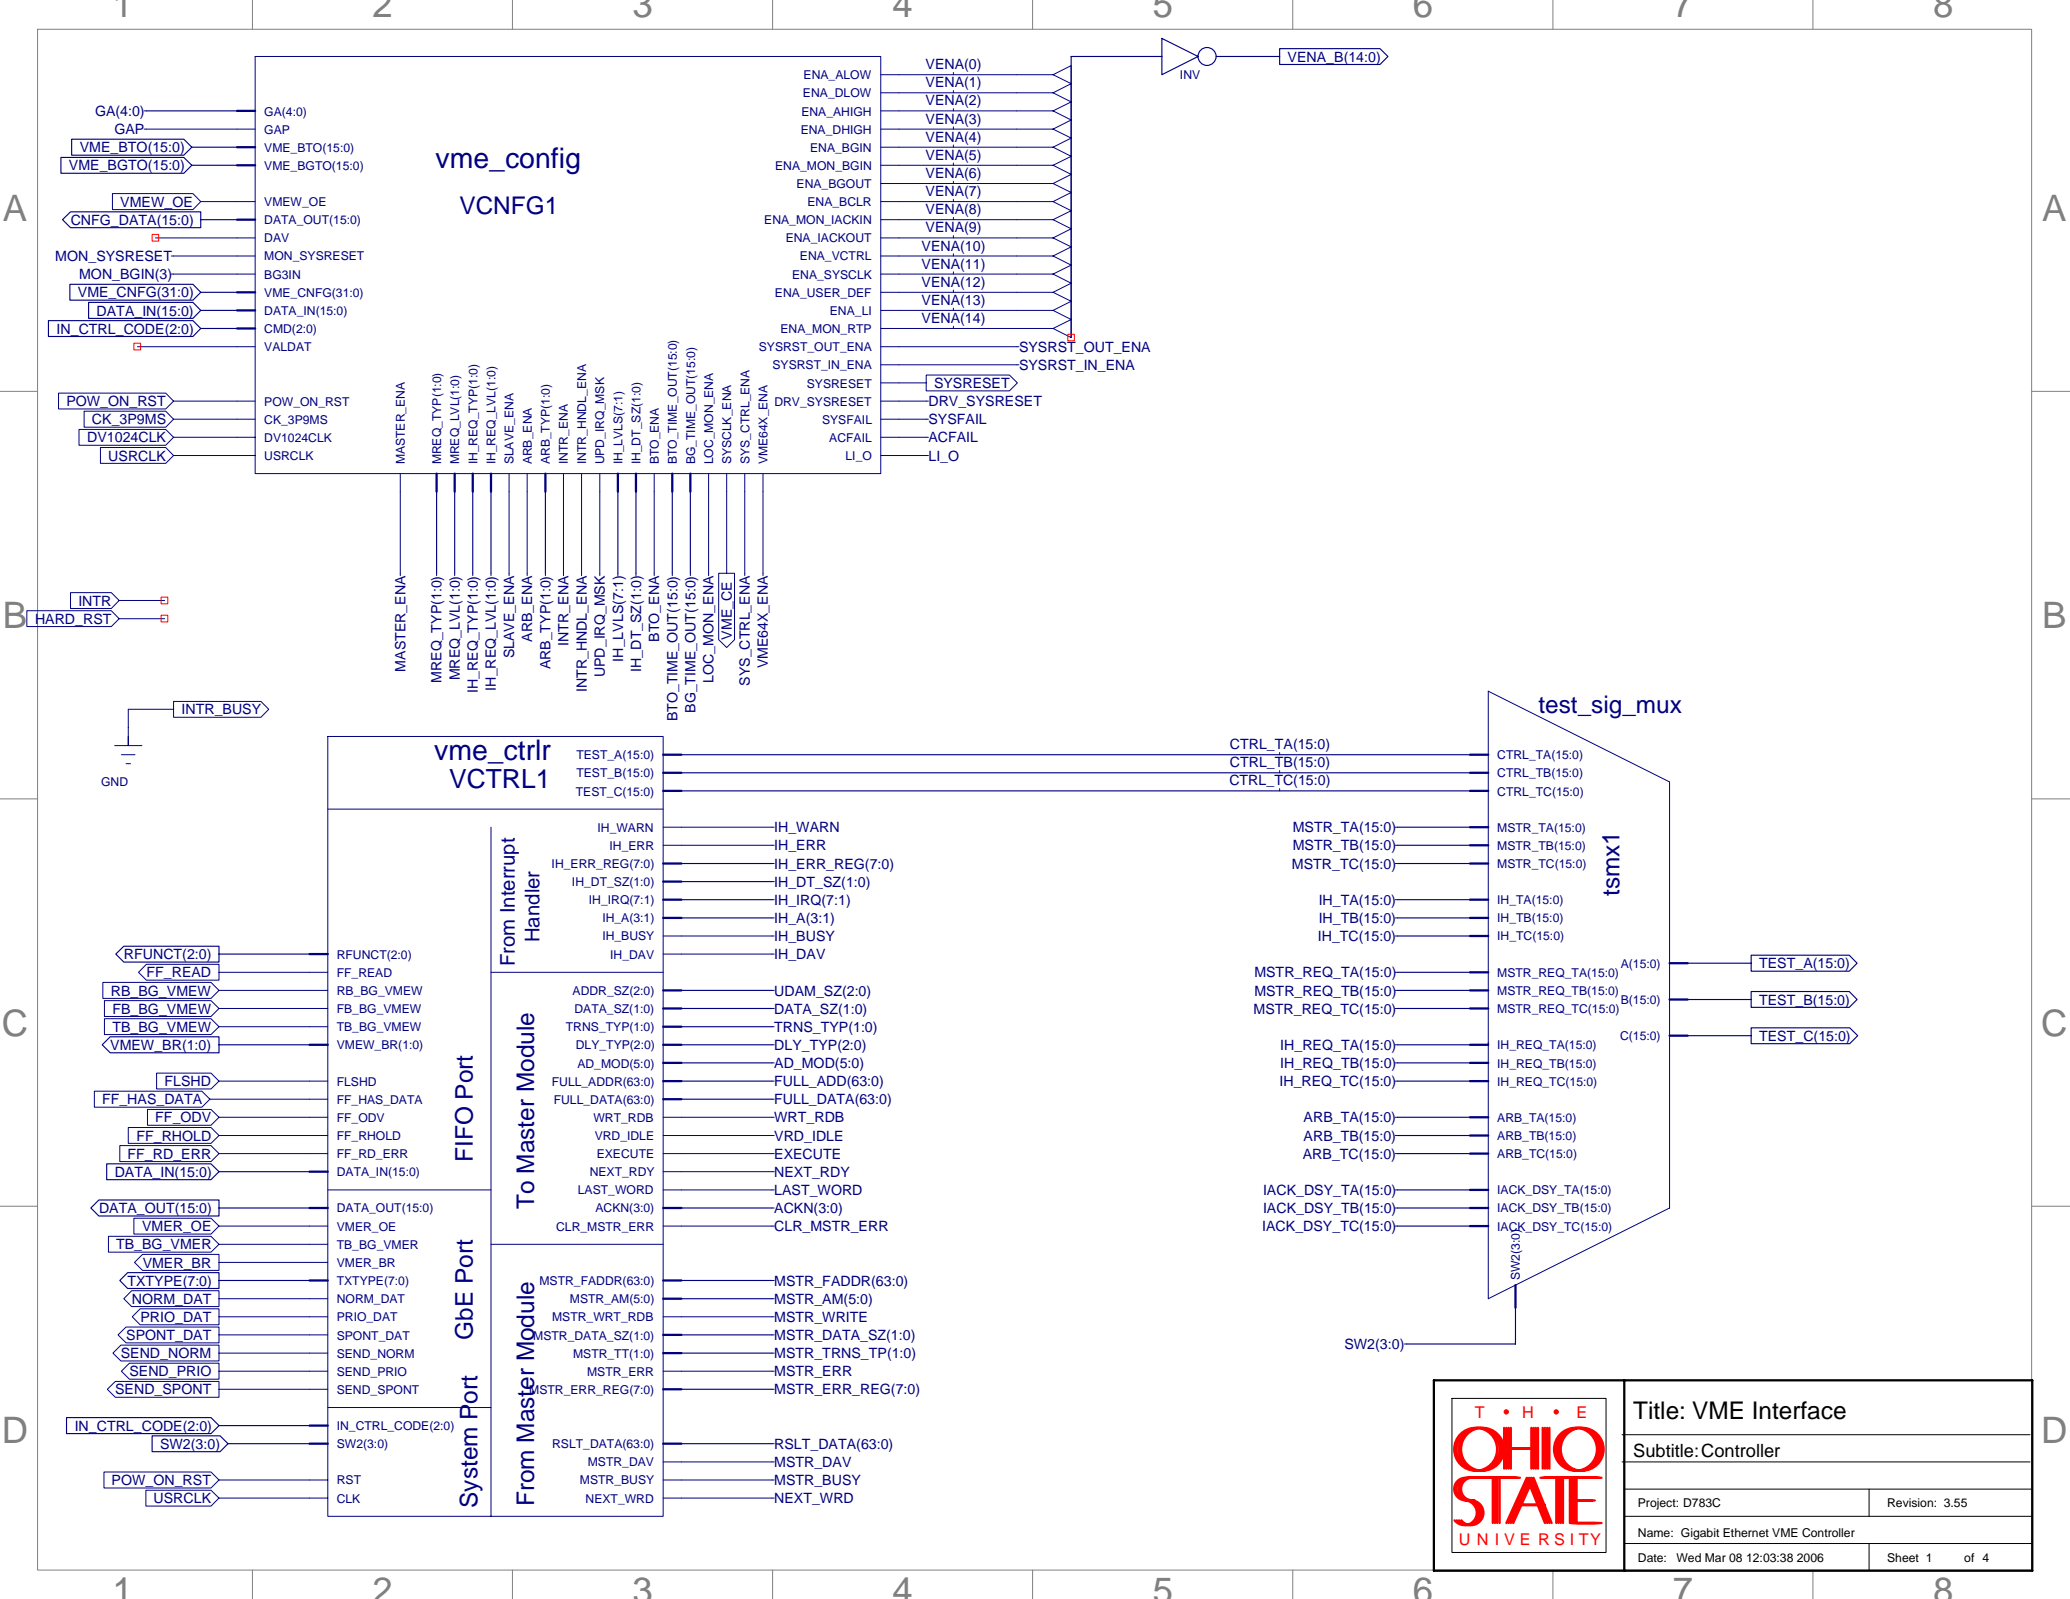 1 2 3 4 5 6 7 8
A
A
B
B
C
C
D
D
vme_config
VCNFG1
GA(4:0) GA(4:0)
GAP GAP
VME_BTO(15:0) VME_BTO(15:0)
VME_BGTO(15:0) VME_BGTO(15:0)
VMEW_OE VMEW_OE
CNFG_DATA(15:0) DATA_OUT(15:0)
DAV
MON_SYSRESET MON_SYSRESET
MON_BGIN(3) BG3IN
VME_CNFG(31:0) VME_CNFG(31:0)
DATA_IN(15:0) DATA_IN(15:0)
IN_CTRL_CODE(2:0) CMD(2:0)
VALDAT
POW_ON_RST POW_ON_RST
CK_3P9MS CK_3P9MS
DV1024CLK DV1024CLK
USRCLK USRCLK
ENA_ALOW VENA(0)
ENA_DLOW VENA(1)
ENA_AHIGH VENA(2)
ENA_DHIGH VENA(3)
ENA_BGIN VENA(4)
ENA_MON_BGIN VENA(5)
ENA_BGOUT VENA(6)
ENA_BCLR VENA(7)
ENA_MON_IACKIN VENA(8)
ENA_IACKOUT VENA(9)
ENA_VCTRL VENA(10)
ENA_SYSCLK VENA(11)
ENA_USER_DEF VENA(12)
ENA_LI VENA(13)
ENA_MON_RTP VENA(14)
SYSRST_OUT_ENA SYSRST_OUT_ENA
SYSRST_IN_ENA SYSRST_IN_ENA
SYSRESET SYSRESET
DRV_SYSRESET DRV_SYSRESET
SYSFAIL SYSFAIL
ACFAIL ACFAIL
LI_O LI_O
INV
VENA_B(14:0)
MASTER_ENA MASTER_ENA
MREQ_TYP(1:0) MREQ_TYP(1:0)
MREQ_LVL(1:0) MREQ_LVL(1:0)
IH_REQ_TYP(1:0) IH_REQ_TYP(1:0)
IH_REQ_LVL(1:0) IH_REQ_LVL(1:0)
SLAVE_ENA SLAVE_ENA
ARB_ENA ARB_ENA
ARB_TYP(1:0) ARB_TYP(1:0)
INTR_ENA INTR_ENA
INTR_HNDL_ENA INTR_HNDL_ENA
UPD_IRQ_MSK UPD_IRQ_MSK
IH_LVLS(7:1) IH_LVLS(7:1)
IH_DT_SZ(1:0) IH_DT_SZ(1:0)
BTO_ENA BTO_ENA
BTO_TIME_OUT(15:0) BTO_TIME_OUT(15:0)
BG_TIME_OUT(15:0) BG_TIME_OUT(15:0)
LOC_MON_ENA LOC_MON_ENA
SYSCLK_ENA VME_CE
SYS_CTRL_ENA SYS_CTRL_ENA
VME64X_ENA VME64X_ENA
INTR
HARD_RST
INTR_BUSY
GND
vme_ctrlr
VCTRL1
TEST_A(15:0) CTRL_TA(15:0)
TEST_B(15:0) CTRL_TB(15:0)
TEST_C(15:0) CTRL_TC(15:0)
From Interrupt
Handler
IH_WARN IH_WARN
IH_ERR IH_ERR
IH_ERR_REG(7:0) IH_ERR_REG(7:0)
IH_DT_SZ(1:0) IH_DT_SZ(1:0)
IH_IRQ(7:1) IH_IRQ(7:1)
IH_A(3:1) IH_A(3:1)
IH_BUSY IH_BUSY
IH_DAV IH_DAV
To Master Module
ADDR_SZ(2:0) UDAM_SZ(2:0)
DATA_SZ(1:0) DATA_SZ(1:0)
TRNS_TYP(1:0) TRNS_TYP(1:0)
DLY_TYP(2:0) DLY_TYP(2:0)
AD_MOD(5:0) AD_MOD(5:0)
FULL_ADDR(63:0) FULL_ADD(63:0)
FULL_DATA(63:0) FULL_DATA(63:0)
WRT_RDB WRT_RDB
VRD_IDLE VRD_IDLE
EXECUTE EXECUTE
NEXT_RDY NEXT_RDY
LAST_WORD LAST_WORD
ACKN(3:0) ACKN(3:0)
CLR_MSTR_ERR CLR_MSTR_ERR
From Master Module
MSTR_FADDR(63:0) MSTR_FADDR(63:0)
MSTR_AM(5:0) MSTR_AM(5:0)
MSTR_WRT_RDB MSTR_WRITE
MSTR_DATA_SZ(1:0) MSTR_DATA_SZ(1:0)
MSTR_TT(1:0) MSTR_TRNS_TP(1:0)
MSTR_ERR MSTR_ERR
MSTR_ERR_REG(7:0) MSTR_ERR_REG(7:0)
RSLT_DATA(63:0) RSLT_DATA(63:0)
MSTR_DAV MSTR_DAV
MSTR_BUSY MSTR_BUSY
NEXT_WRD NEXT_WRD
FIFO Port
RFUNCT(2:0) RFUNCT(2:0)
FF_READ FF_READ
RB_BG_VMEW RB_BG_VMEW
FB_BG_VMEW FB_BG_VMEW
TB_BG_VMEW TB_BG_VMEW
VMEW_BR(1:0) VMEW_BR(1:0)
FLSHD FLSHD
FF_HAS_DATA FF_HAS_DATA
FF_ODV FF_ODV
FF_RHOLD FF_RHOLD
FF_RD_ERR FF_RD_ERR
DATA_IN(15:0) DATA_IN(15:0)
GbE Port
DATA_OUT(15:0) DATA_OUT(15:0)
VMER_OE VMER_OE
TB_BG_VMER TB_BG_VMER
VMER_BR VMER_BR
TXTYPE(7:0) TXTYPE(7:0)
NORM_DAT NORM_DAT
PRIO_DAT PRIO_DAT
SPONT_DAT SPONT_DAT
SEND_NORM SEND_NORM
SEND_PRIO SEND_PRIO
SEND_SPONT SEND_SPONT
System Port
IN_CTRL_CODE(2:0) IN_CTRL_CODE(2:0)
SW2(3:0) SW2(3:0)
POW_ON_RST RST
USRCLK CLK
test_sig_mux
tsmx1
CTRL_TA(15:0)
CTRL_TB(15:0)
CTRL_TC(15:0)
MSTR_TA(15:0) MSTR_TA(15:0)
MSTR_TB(15:0) MSTR_TB(15:0)
MSTR_TC(15:0) MSTR_TC(15:0)
IH_TA(15:0) IH_TA(15:0)
IH_TB(15:0) IH_TB(15:0)
IH_TC(15:0) IH_TC(15:0)
MSTR_REQ_TA(15:0) MSTR_REQ_TA(15:0)
MSTR_REQ_TB(15:0) MSTR_REQ_TB(15:0)
MSTR_REQ_TC(15:0) MSTR_REQ_TC(15:0)
IH_REQ_TA(15:0) IH_REQ_TA(15:0)
IH_REQ_TB(15:0) IH_REQ_TB(15:0)
IH_REQ_TC(15:0) IH_REQ_TC(15:0)
ARB_TA(15:0) ARB_TA(15:0)
ARB_TB(15:0) ARB_TB(15:0)
ARB_TC(15:0) ARB_TC(15:0)
IACK_DSY_TA(15:0) IACK_DSY_TA(15:0)
IACK_DSY_TB(15:0) IACK_DSY_TB(15:0)
IACK_DSY_TC(15:0) IACK_DSY_TC(15:0)
SW2(3:0) SW2(3:0)
A(15:0) TEST_A(15:0)
B(15:0) TEST_B(15:0)
C(15:0) TEST_C(15:0)
T • H • E
OHIO
STATE
UNIVERSITY
Title: VME Interface
Subtitle: Controller
Project: D783C Revision: 3.55
Name: Gigabit Ethernet VME Controller
Date: Wed Mar 08 12:03:38 2006 Sheet 1 of 4
1 2 3 4 5 6 7 8